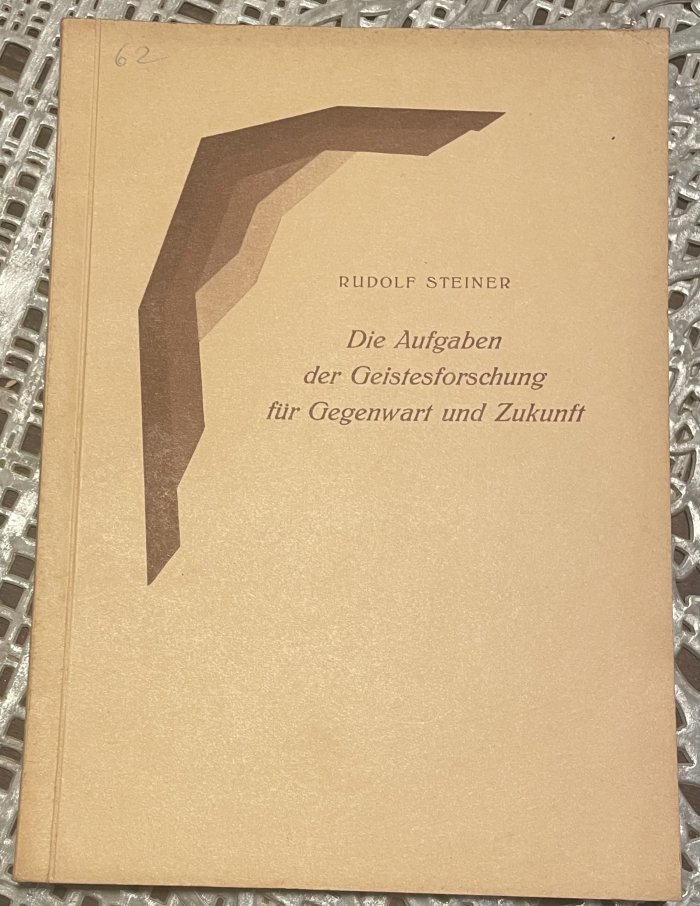 62
RUDOLF STEINER
Die Aufgaben
der Geistesforschung
für Gegenwart und Zukunft